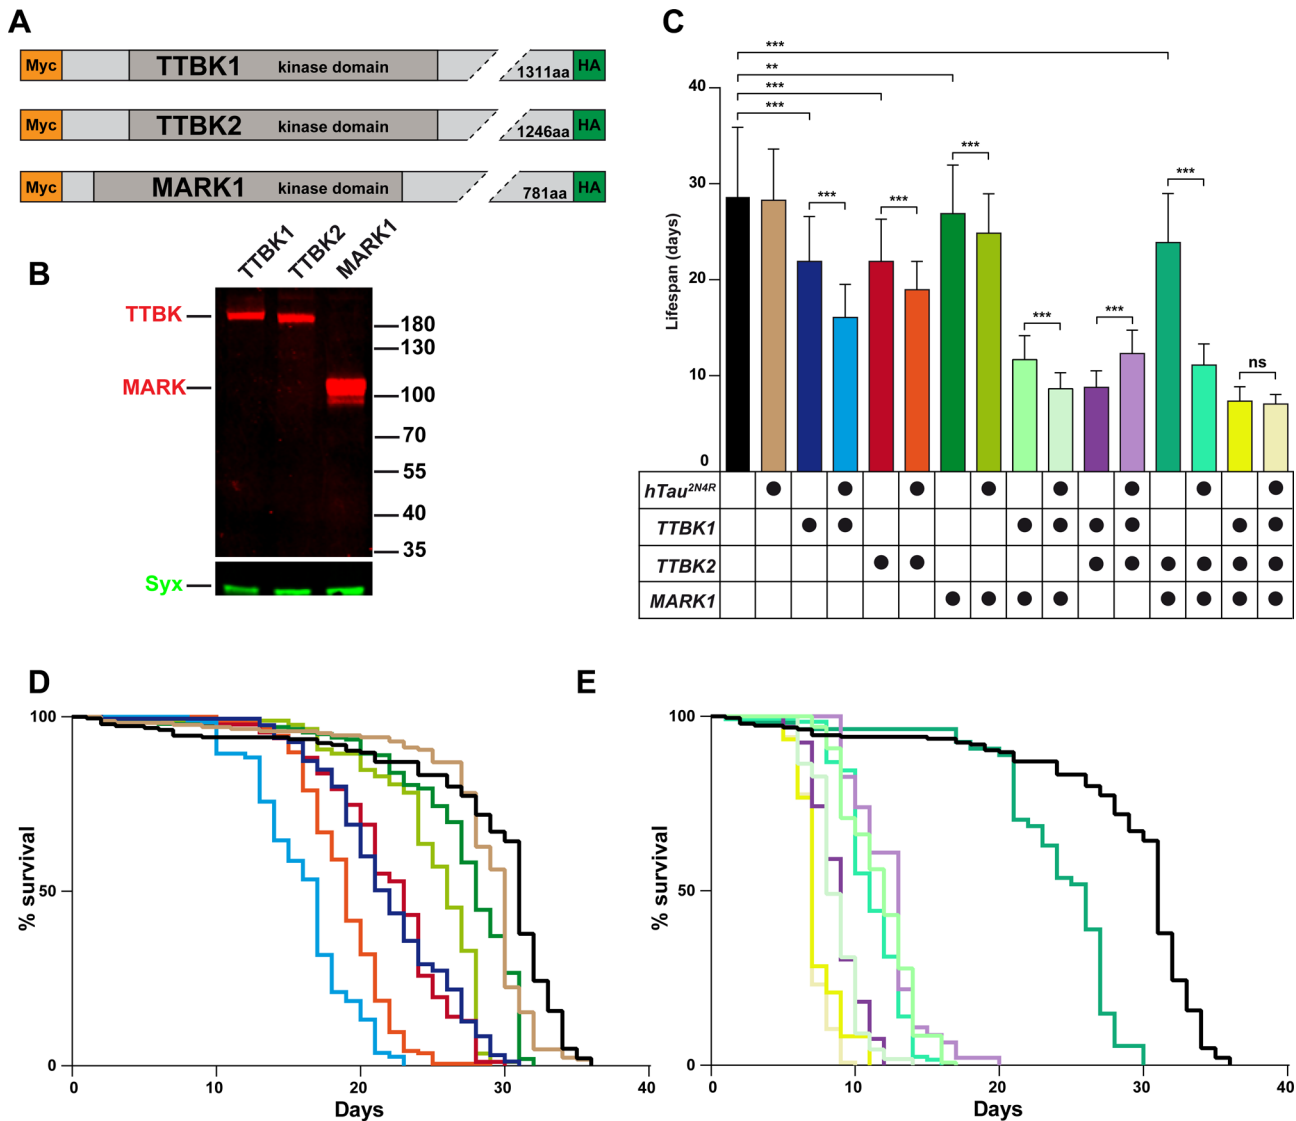 A
Myc TTBK1 kinase domain 1311aa HA
Myc TTBK2 kinase domain 1246aa HA
Myc MARK1 kinase domain 781aa HA
B
TTBK1 TTBK2 MARK1
TTBK
MARK
Syx
180
130
100
70
55
40
35
C
***
**
***
***
*** *** *** *** *** *** ns
Lifespan (days)
40
30
20
10
0
hTau2N4R
TTBK1
TTBK2
MARK1
D
% survival
100
50
0
0 10 20 30 40
Days
E
% survival
100
50
0
0 10 20 30 40
Days